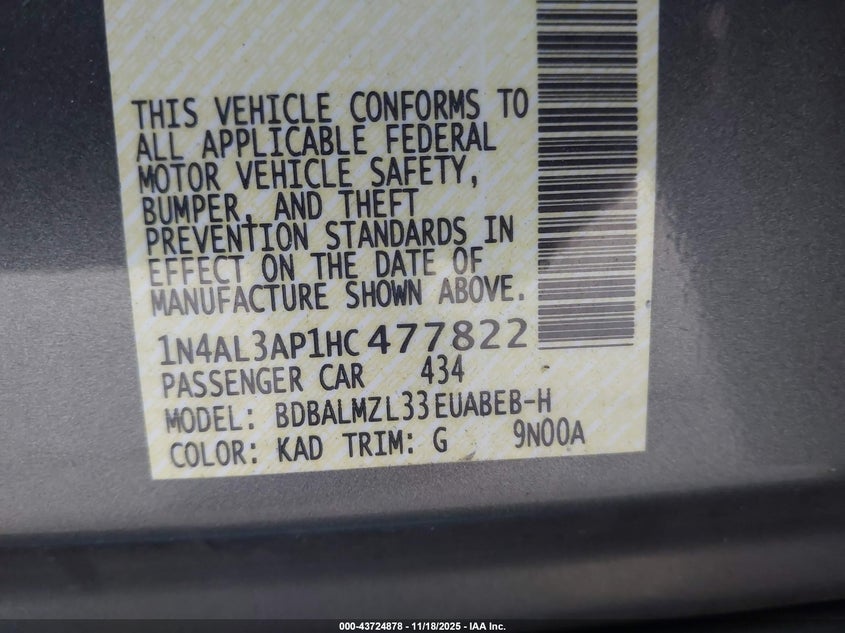 THIS VEHICLE CONFORMS TO
ALL APPLICABLE FEDERAL
MOTOR VEHICLE SAFETY,
BUMPER, AND THEFT
PREVENTION STANDARDS IN
EFFECT ON THE DATE OF
MANUFACTURE SHOWN ABOVE.
1N4AL3AP1HC477822
PASSENGER CAR 434
MODEL: BDBALMZL33EUABEB-H
COLOR: KAD TRIM: G 9N00A
000-43724878 - 11/18/2025 - IAA Inc.